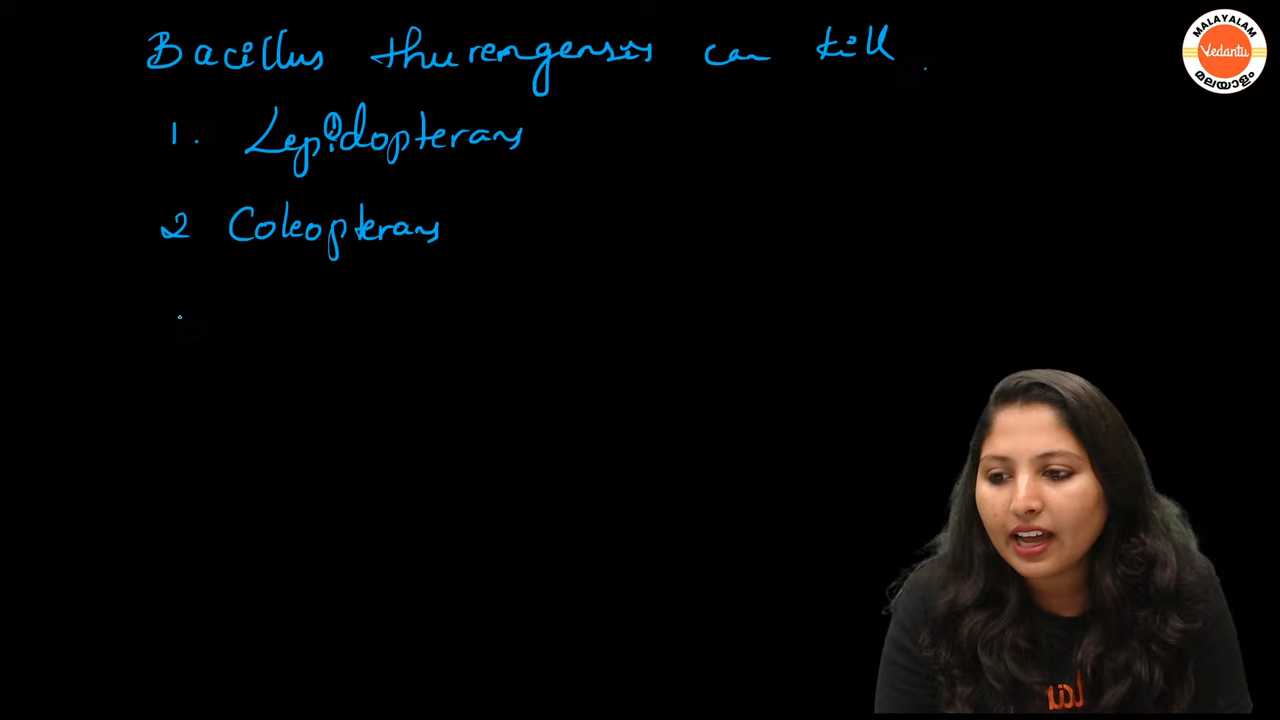 Bacillus thurengensis can kill.
1. Lepidopterans
2 Coleopterans
MALAYALAM
Vedantu
മലയാളം